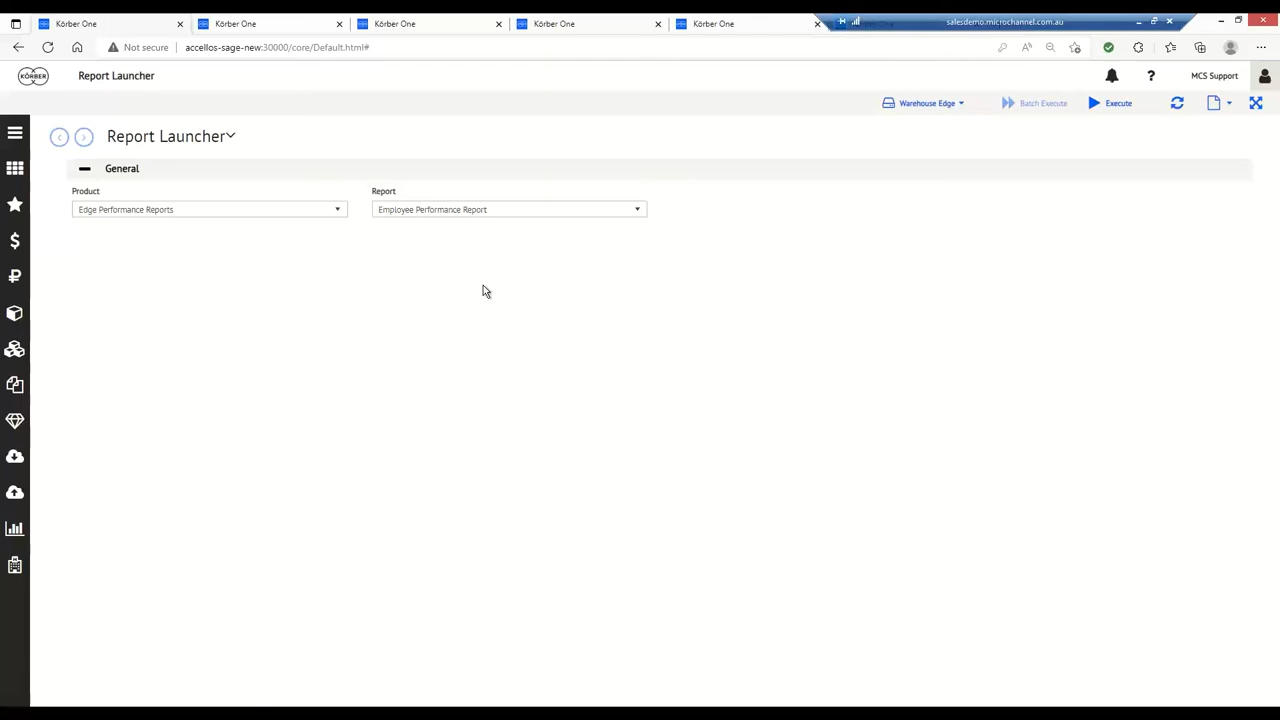 Körber One
Körber One
Körber One
Körber One
Körber One
salesdemo.microchannel.com.au
Not secure
accellos-sage-new:30000/core/Default.html#
KÖRBER
Report Launcher
MCS Support
Warehouse Edge
Batch Execute
Execute
Report Launcher
General
Product
Report
Edge Performance Reports
Employee Performance Report